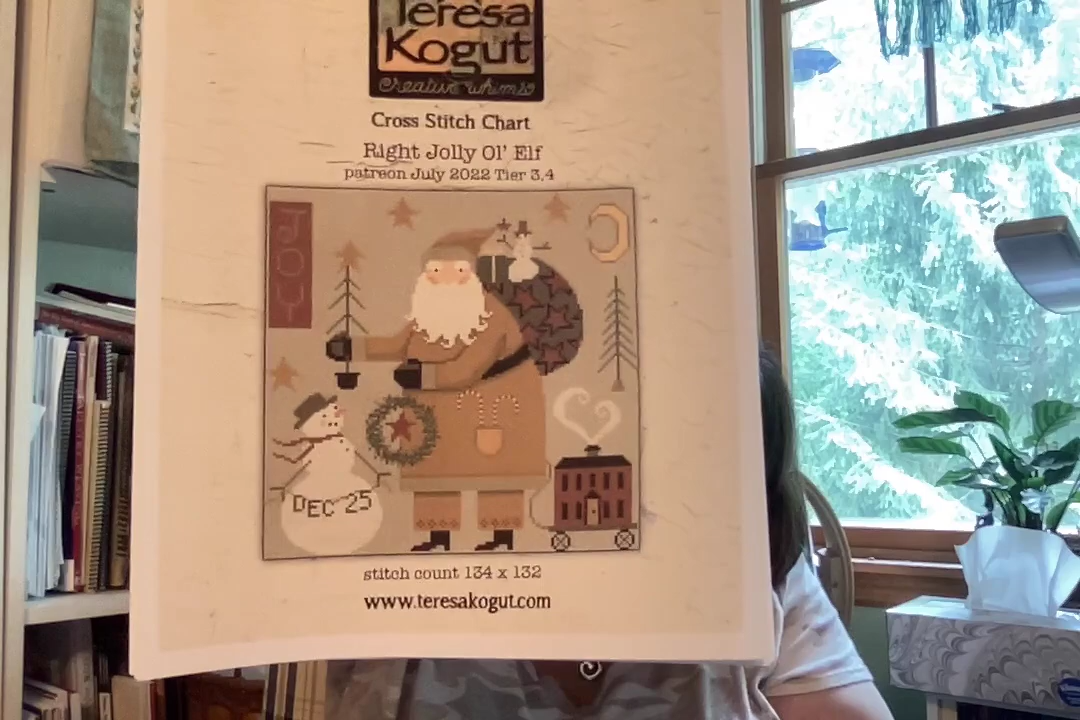 Teresa
Kogut
creative whimsy
Cross Stitch Chart
Right Jolly Ol' Elf
patreon July 2022 Tier 3,4
JOY
DEC 25
stitch count 134 x 132
www.teresakogut.com